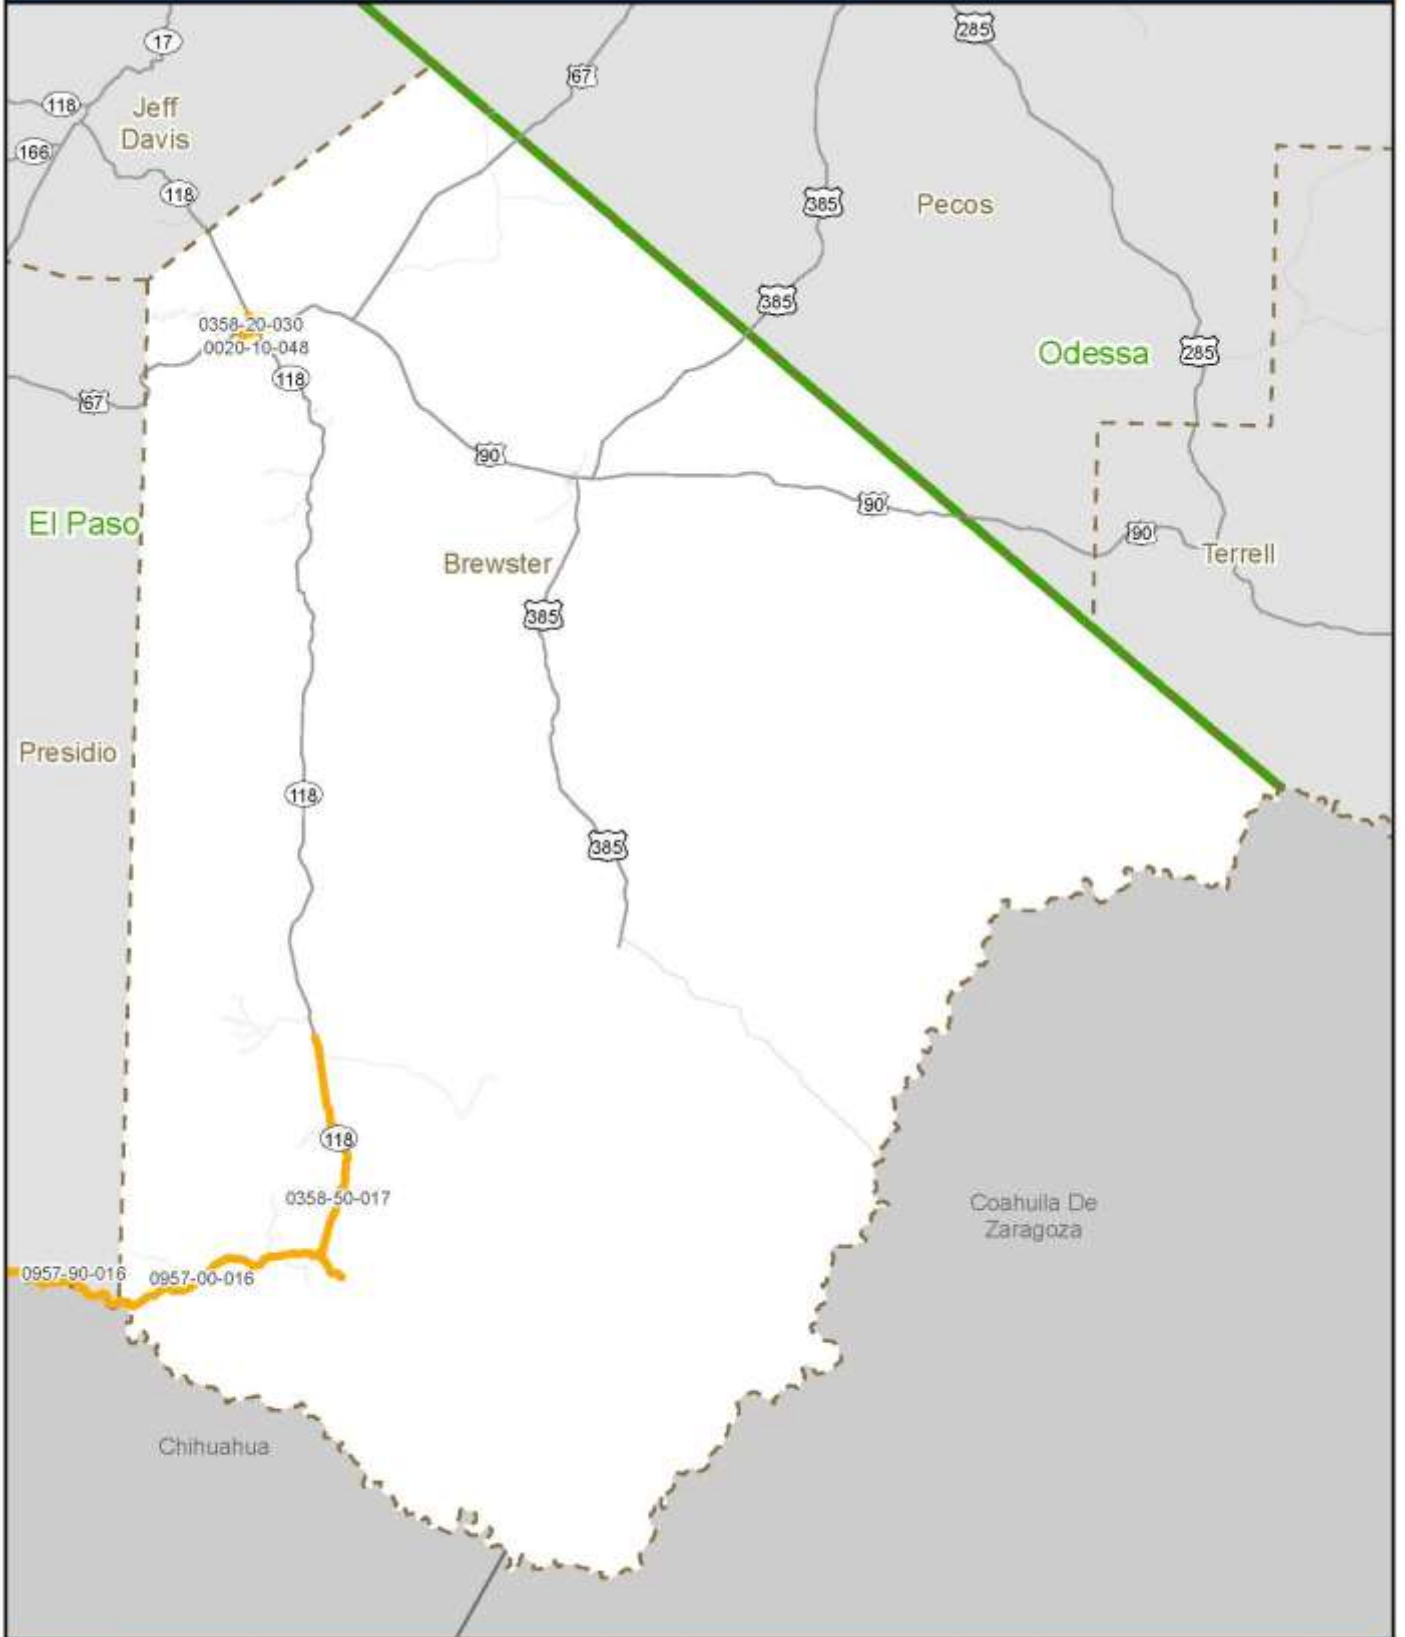 285
17
67
118
Jeff
Davis
166
118
385
Pecos
385
0358-20-030
0020-10-048
Odessa
285
118
67
90
90
El Paso
90
Terrell
Brewster
385
Presidio
118
385
118
0358-50-017
Coahuila De
Zaragoza
0957-90-016
0957-00-016
Chihuahua